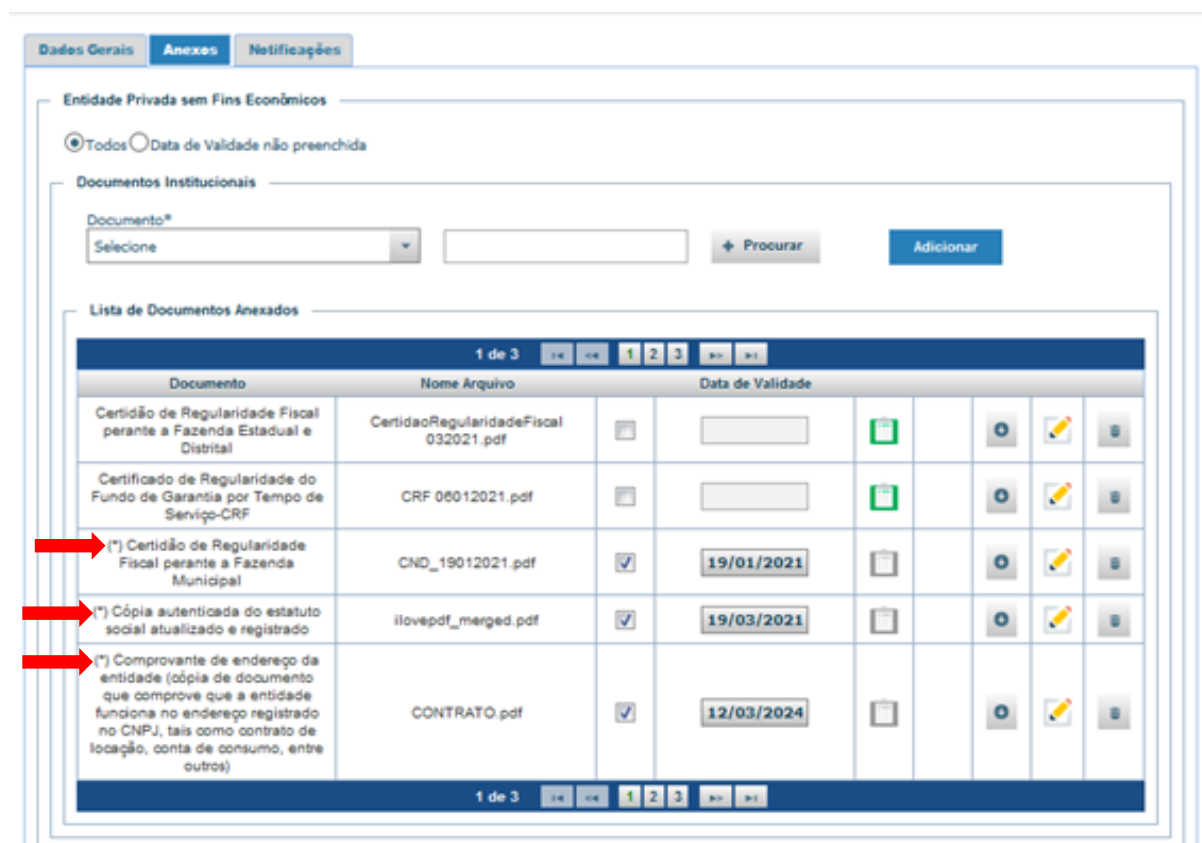 Dados Gerais Anexos Notificações
Entidade Privada sem Fins Econômicos
Todos Data de Validade não preenchida
Documentos Institucionais
Documento*
Selecione + Procurar Adicionar
Lista de Documentos Anexados
1 de 3 1 2 3
Documento Nome Arquivo Data de Validade
Certidão de Regularidade Fiscal
perante a Fazenda Estadual e
Distrital
CertidaoRegularidadeFiscal
032021.pdf
Certificado de Regularidade do
Fundo de Garantia por Tempo de
Serviço-CRF
CRF 06012021.pdf
(*) Certidão de Regularidade
Fiscal perante a Fazenda
Municipal
CND_19012021.pdf 19/01/2021
(*) Cópia autenticada do estatuto
social atualizado e registrado
ilovepdf_merged.pdf 19/03/2021
(*) Comprovante de endereço da
entidade (cópia de documento
que comprove que a entidade
funciona no endereço registrado
no CNPJ, tais como contrato de
locação, conta de consumo, entre
outros)
CONTRATO.pdf 12/03/2024
1 de 3 1 2 3